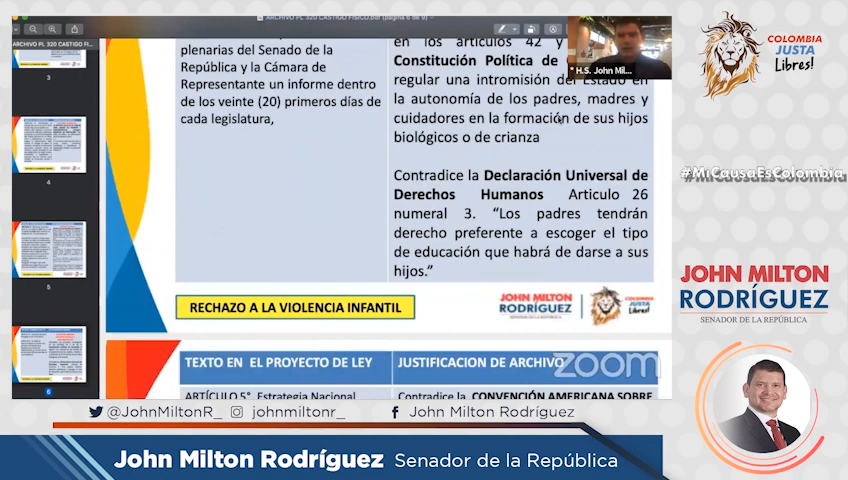 ARCHIVO PL 320 CASTIGO FISICO.pdf (página 6 de 9)
ARCHIVO PL 320 CASTIGO FI...
3
4
5
6
plenarias del Senado de la
República y la Cámara de
Representante un informe dentro
de los veinte (20) primeros días de
cada legislatura,
en los artículos 42 y
Constitución Política de
regular una intromisión del Estado en
la autonomía de los padres, madres y
cuidadores en la formación de sus hijos
biológicos o de crianza
Contradice la Declaración Universal de
Derechos Humanos Articulo 26
numeral 3. “Los padres tendrán
derecho preferente a escoger el tipo
de educación que habrá de darse a sus
hijos.”
H.S. John Mil...
RECHAZO A LA VIOLENCIA INFANTIL
JOHN MILTON
RODRÍGUEZ
SENADOR DE LA REPÚBLICA
COLOMBIA
JUSTA
Libres!
TEXTO EN EL PROYECTO DE LEY
JUSTIFICACION DE ARCHIVO
zoom
ARTÍCULO 5°. Estrategia Nacional
Contradice la CONVENCIÓN AMERICANA SOBRE
COLOMBIA
JUSTA
Libres!
#MiCausaEsColombia
JOHN MILTON
RODRÍGUEZ
SENADOR DE LA REPÚBLICA
@JohnMiltonR_ johnmiltonr_ John Milton Rodríguez
John Milton Rodríguez Senador de la República